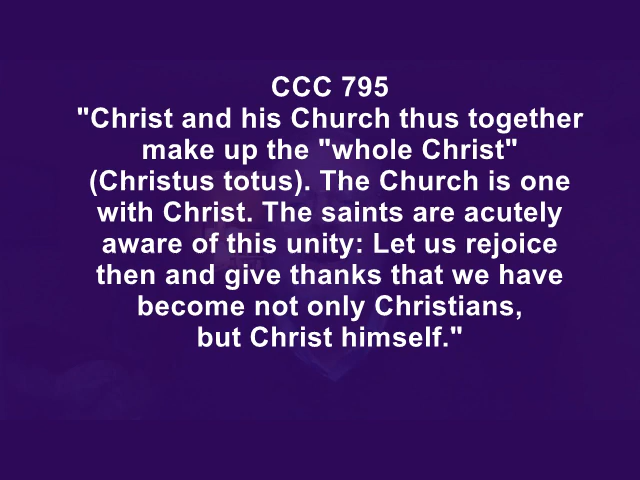 CCC 795
"Christ and his Church thus together
make up the "whole Christ"
(Christus totus). The Church is one
with Christ. The saints are acutely
aware of this unity: Let us rejoice
then and give thanks that we have
become not only Christians,
but Christ himself."